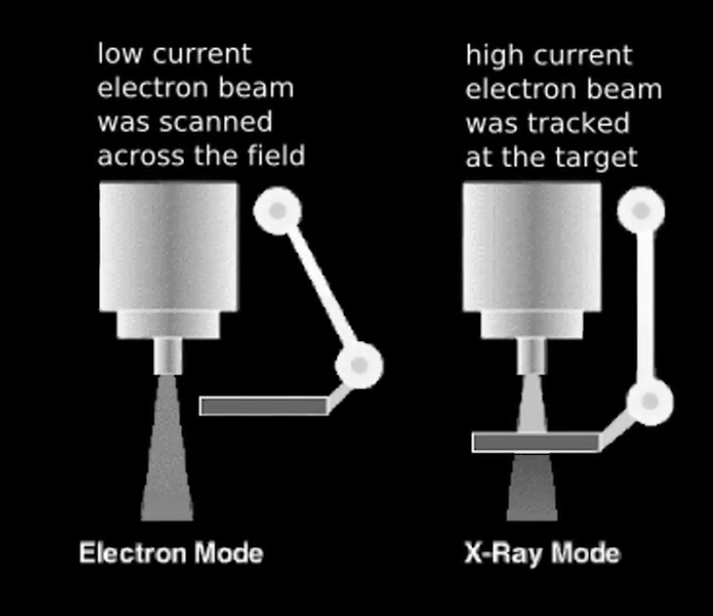 low current
electron beam
was scanned
across the field
high current
electron beam
was tracked
at the target
Electron Mode
X-Ray Mode